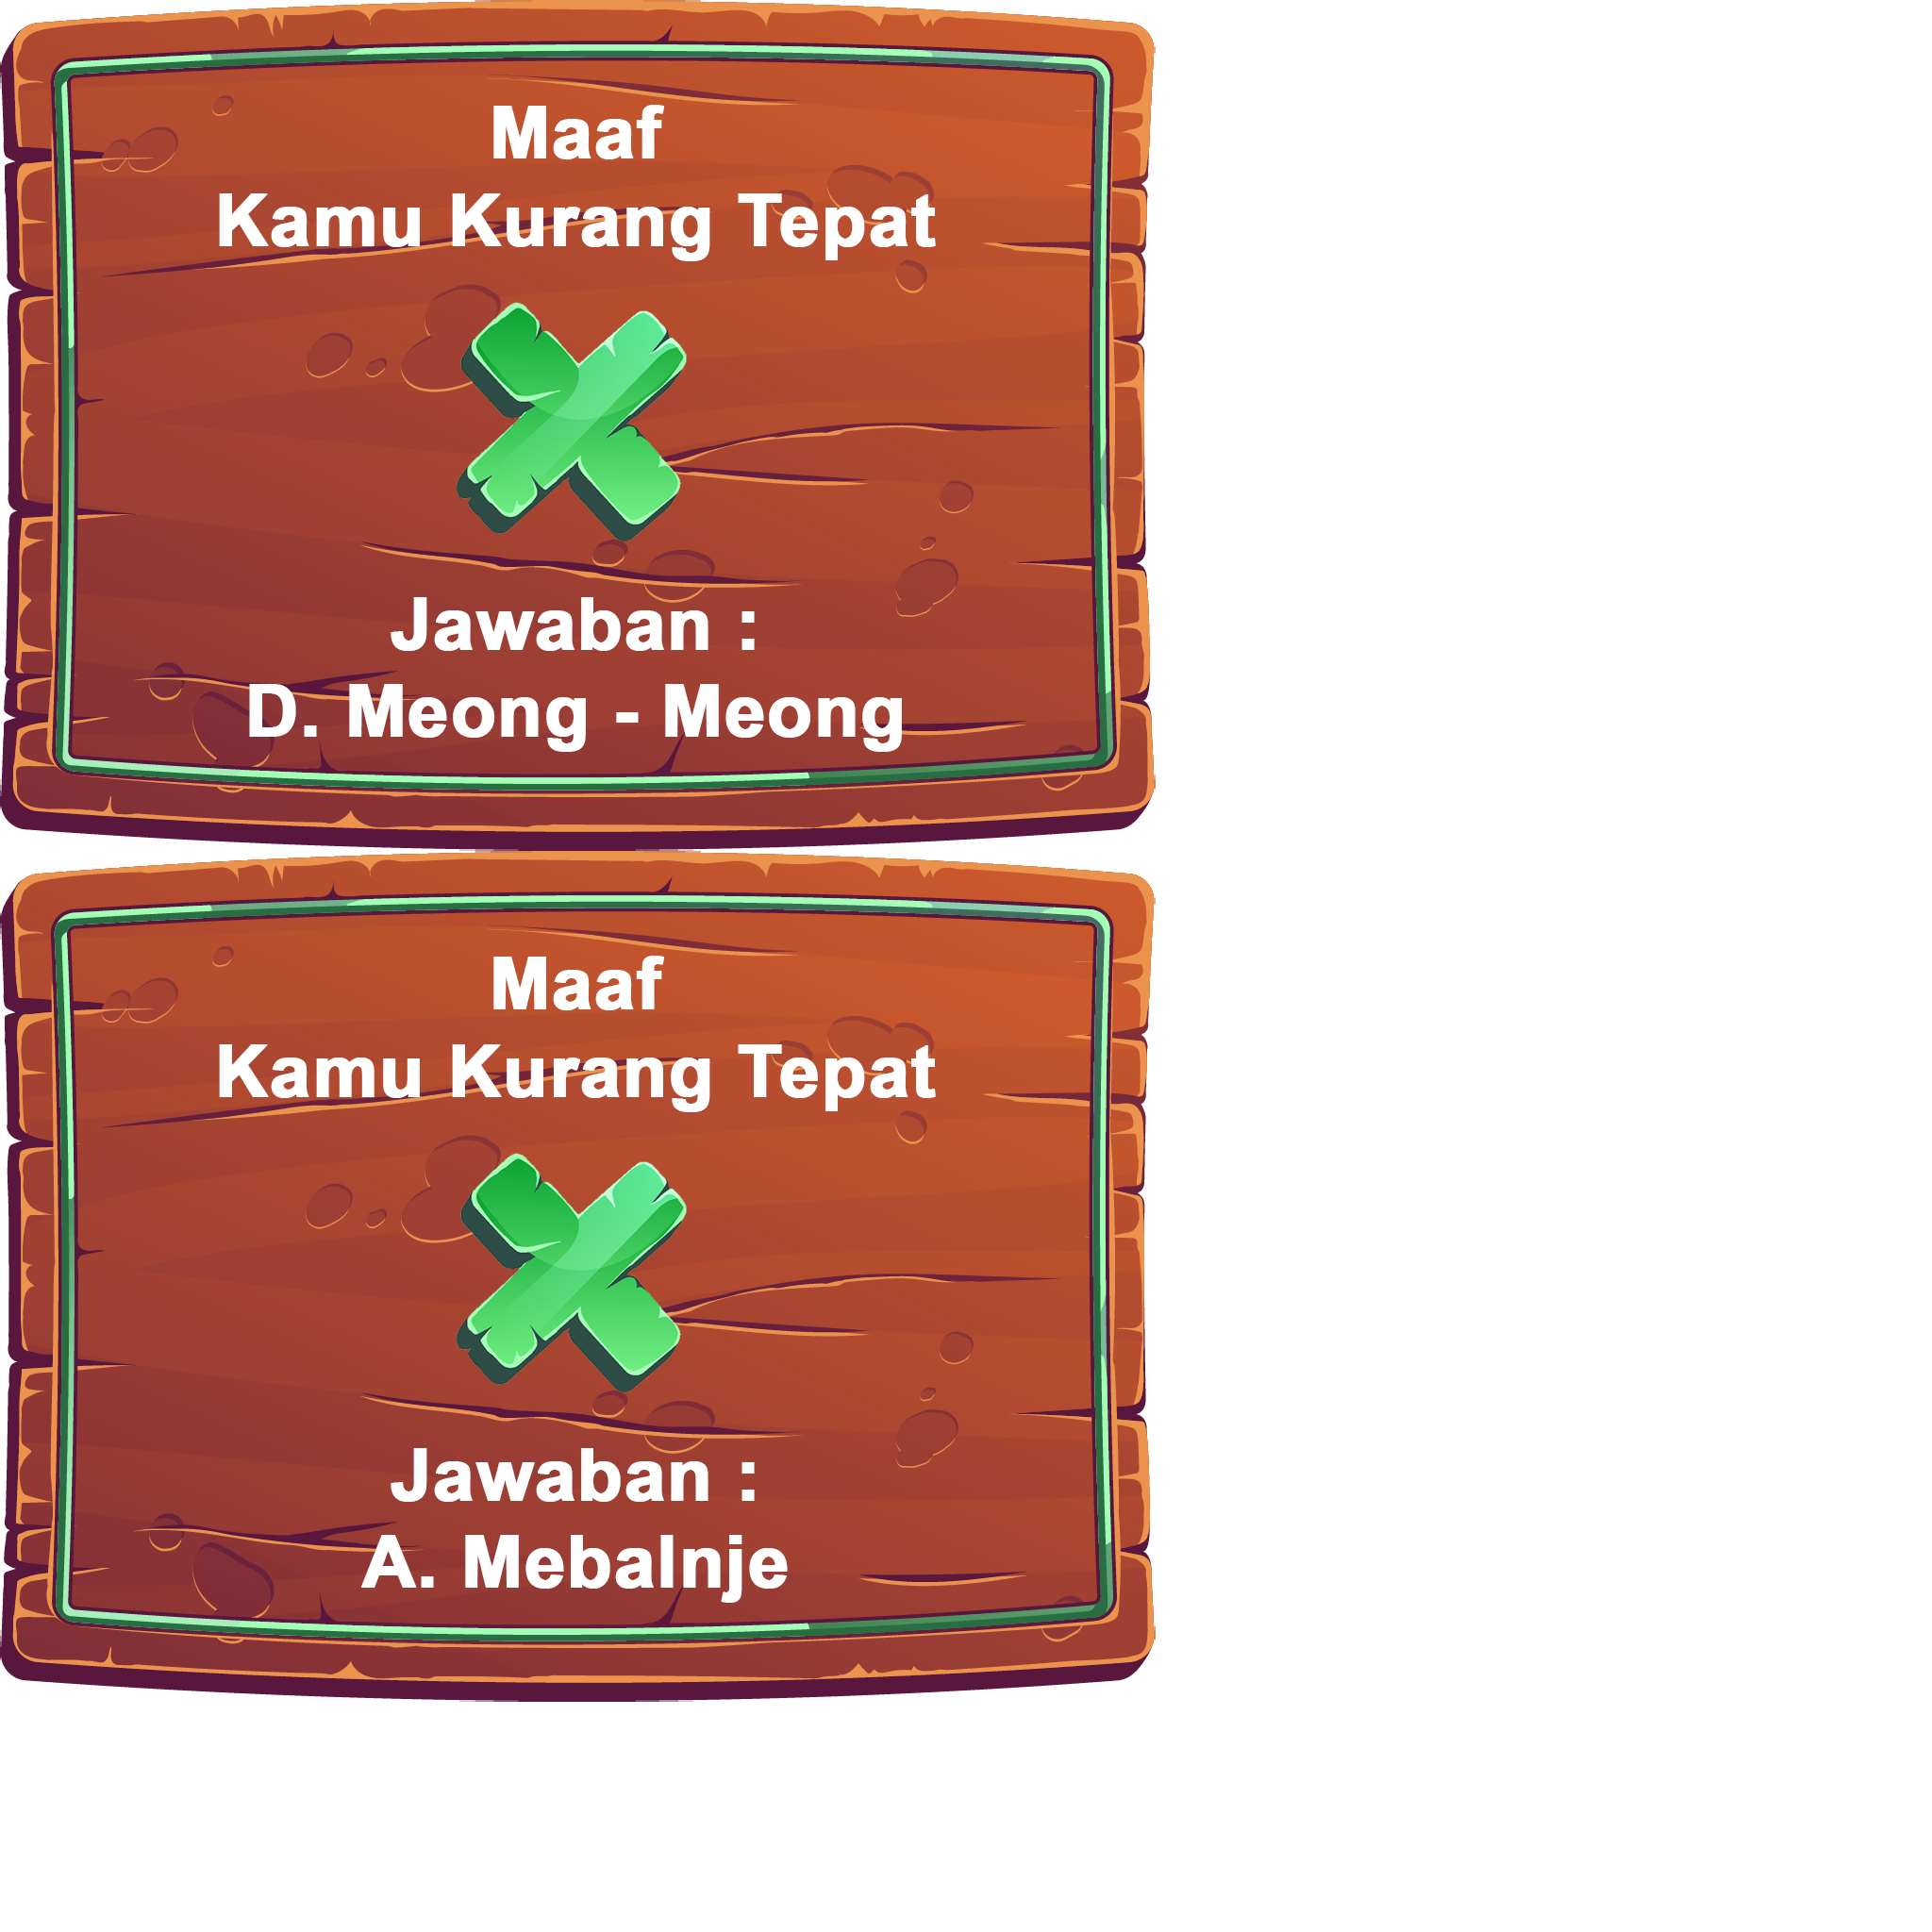 Maaf
Kamu Kurang Tepat
Jawaban :
D. Meong - Meong
Maaf
Kamu Kurang Tepat
Jawaban :
A. Mebalnje